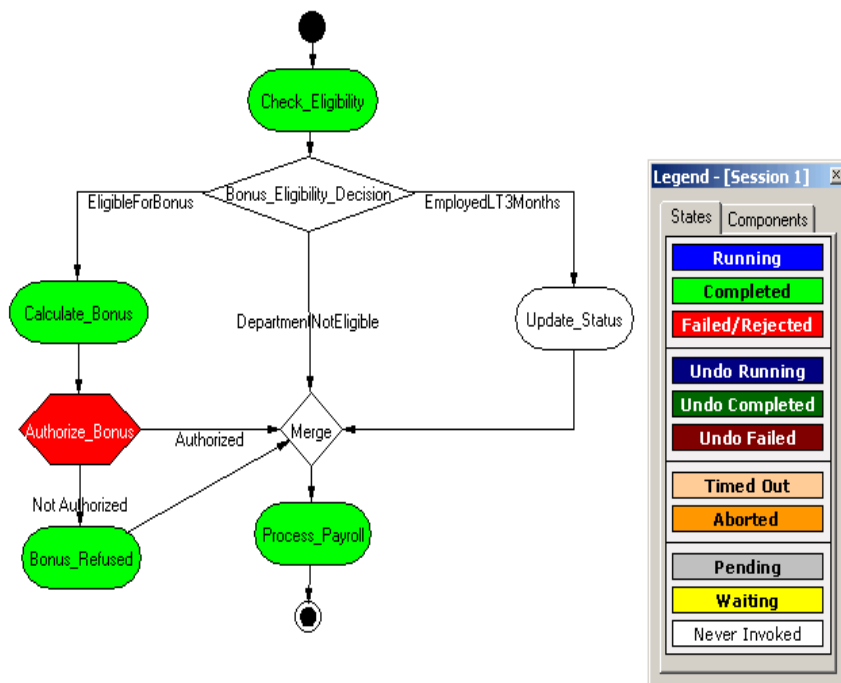 Check_Eligibility
Bonus_Eligibility_Decision
EligibleForBonus
EmployedLT3Months
Calculate_Bonus
DepartmentNotEligible
Update_Status
Authorize_Bonus
Authorized
Merge
Not Authorized
Bonus_Refused
Process_Payroll
Legend - [Session 1]
States
Components
Running
Completed
Failed/Rejected
Undo Running
Undo Completed
Undo Failed
Timed Out
Aborted
Pending
Waiting
Never Invoked